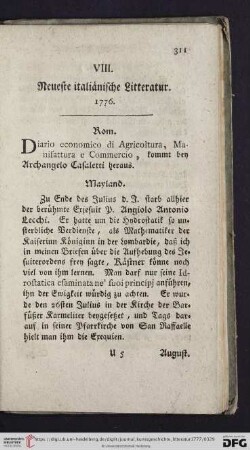 311
VIII.
Neueste italiänische Litteratur.
1776.
Rom.
Diario economico di Agricoltura, Ma-
nifattura e Commercio, kommt bey
Archangelo Casaletti heraus.
Mayland.
Zu Ende des Julius d. J. starb allhier
der berühmte Exjesuit P. Angiolo Antonio
Lecchi. Er hatte um die Hydrostatik so un-
sterbliche Verdienste, als Mathematiker der
Kaiserinn Königinn in der Lombardie, daß ich
in meinen Briefen über die Aufhebung des Je-
suiterordens frey sagte, Kästner könne noch
viel von ihm lernen. Man darf nur seine Id-
rostatica esaminata ne' suoi principj anführen,
ihn der Ewigkeit würdig zu achten. Er wur-
de den 26sten Julius in der Kirche der Bar-
füßer Karmeliter beygesetzet, und Tags dar-
auf in seiner Pfarrkirche von San Raffaelle
hielt man ihm die Exequien.
U 5 August.